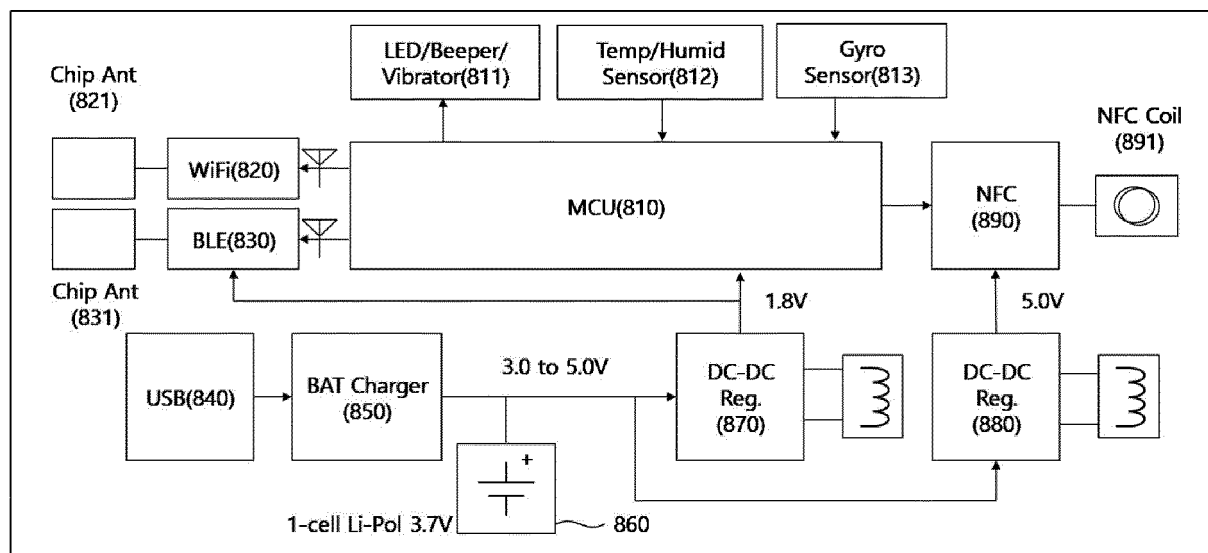 LED/Beeper/
Vibrator(811)
Temp/Humid
Sensor(812)
Gyro
Sensor(813)
Chip Ant
(821)
NFC Coil
(891)
WiFi(820)
MCU(810)
NFC
(890)
BLE(830)
Chip Ant
(831)
1.8V
5.0V
USB(840)
BAT Charger
(850)
3.0 to 5.0V
DC-DC
Reg.
(870)
DC-DC
Reg.
(880)
+
1-cell Li-Pol 3.7V
860